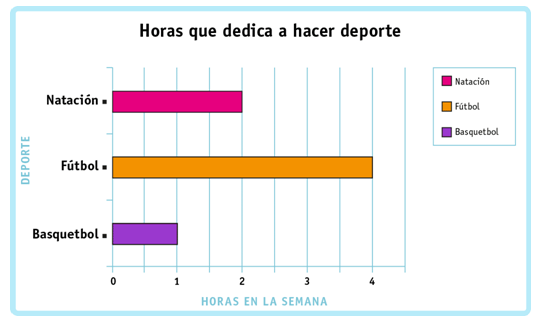 Horas que dedica a hacer deporte
DEPORTE
Natación
Fútbol
Basquetbol
0 1 2 3 4
HORAS EN LA SEMANA
Natación
Fútbol
Basquetbol